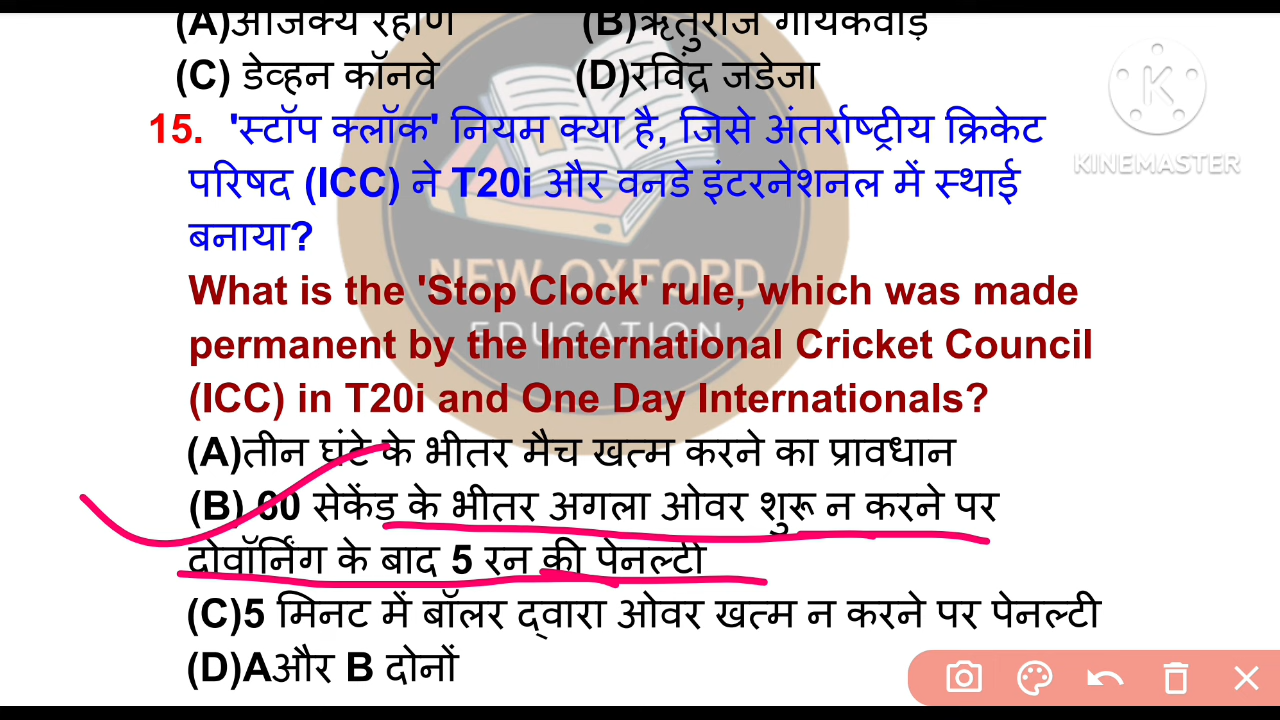 (A)अजिंक्य रहाणे (B)ऋतुराज गायकवाड़
(C) डेव्हन कॉनवे (D)रविंद्र जडेजा
15. 'स्टॉप क्लॉक' नियम क्या है, जिसे अंतर्राष्ट्रीय क्रिकेट
परिषद (ICC) ने T20i और वनडे इंटरनेशनल में स्थाई
बनाया?
What is the 'Stop Clock' rule, which was made
permanent by the International Cricket Council
(ICC) in T20i and One Day Internationals?
(A)तीन घंटे के भीतर मैच खत्म करने का प्रावधान
(B) 60 सेकेंड के भीतर अगला ओवर शुरू न करने पर
दोवॉर्निंग के बाद 5 रन की पेनल्टी
(C)5 मिनट में बॉलर द्वारा ओवर खत्म न करने पर पेनल्टी
(D)Aऔर B दोनों
NEW OXFORD
EDUCATION
K
KINEMASTER